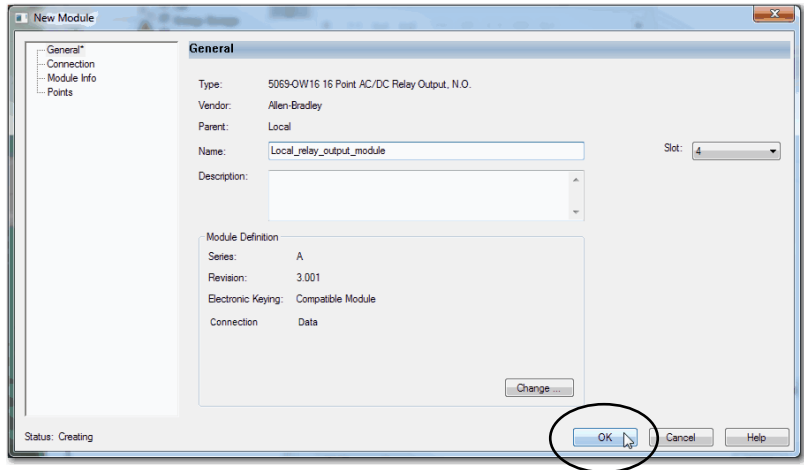 New Module
General*
Connection
Module Info
Points
General
Type: 5069-OW16 16 Point AC/DC Relay Output, N.O.
Vendor: Allen-Bradley
Parent: Local
Name: Local_relay_output_module Slot: 4
Description:
Module Definition
Series: A
Revision: 3.001
Electronic Keying: Compatible Module
Connection Data
Change ...
Status: Creating OK Cancel Help